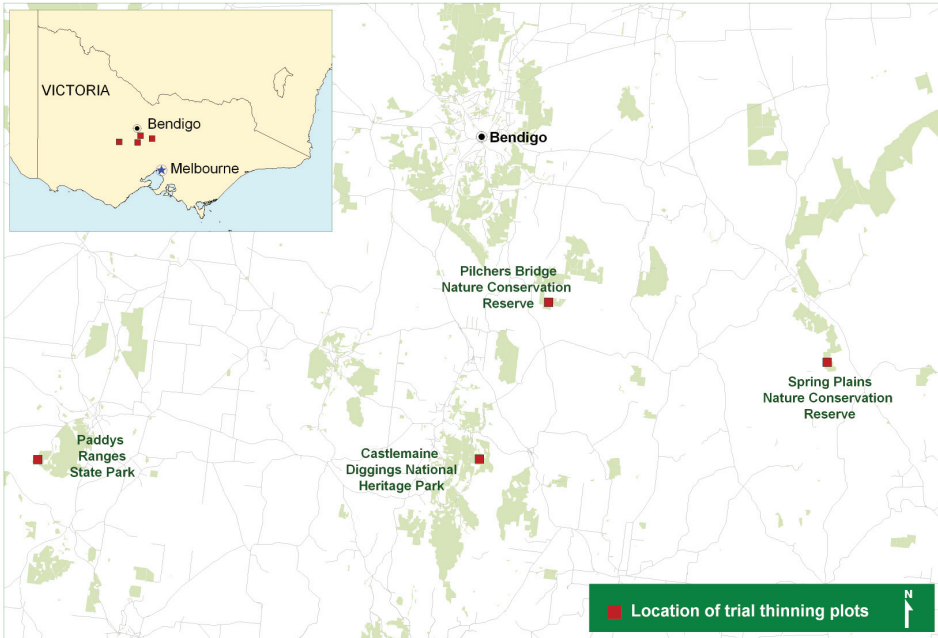 VICTORIA
Bendigo
Melbourne
Bendigo
Pilchers Bridge
Nature Conservation
Reserve
Spring Plains
Nature Conservation
Reserve
Paddys
Ranges
State Park
Castlemaine
Diggings National
Heritage Park
Location of trial thinning plots
N